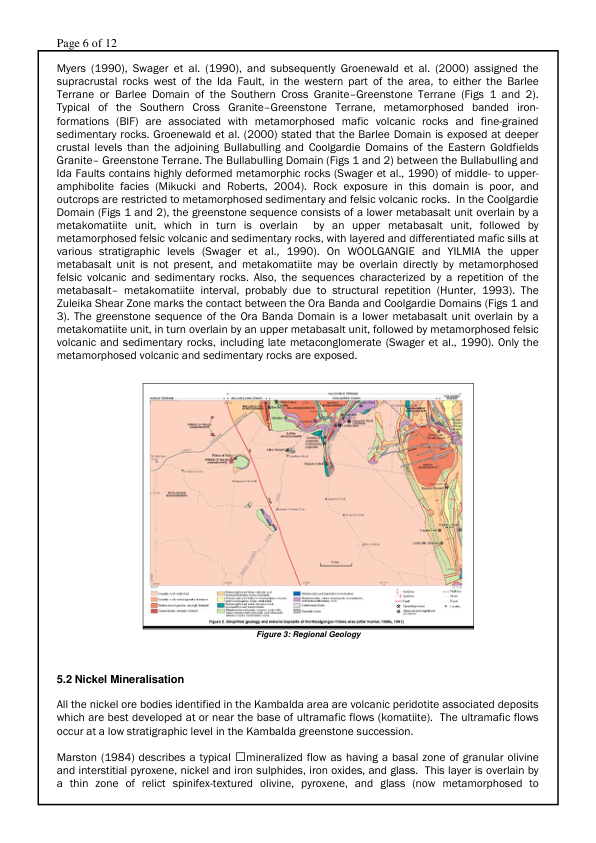 Page 6 of 12
Myers (1990), Swager et al. (1990), and subsequently Groenewald et al. (2000) assigned the
supracrustal rocks west of the Ida Fault, in the western part of the area, to either the Barlee
Terrane or Barlee Domain of the Southern Cross Granite–Greenstone Terrane (Figs 1 and 2).
Typical of the Southern Cross Granite–Greenstone Terrane, metamorphosed banded iron-
formations (BIF) are associated with metamorphosed mafic volcanic rocks and fine-grained
sedimentary rocks. Groenewald et al. (2000) stated that the Barlee Domain is exposed at deeper
crustal levels than the adjoining Bullabulling and Coolgardie Domains of the Eastern Goldfields
Granite– Greenstone Terrane. The Bullabulling Domain (Figs 1 and 2) between the Bullabulling and
Ida Faults contains highly deformed metamorphic rocks (Swager et al., 1990) of middle- to upper-
amphibolite facies (Mikucki and Roberts, 2004). Rock exposure in this domain is poor, and
outcrops are restricted to metamorphosed sedimentary and felsic volcanic rocks. In the Coolgardie
Domain (Figs 1 and 2), the greenstone sequence consists of a lower metabasalt unit overlain by a
metakomatiite unit, which in turn is overlain by an upper metabasalt unit, followed by
metamorphosed felsic volcanic and sedimentary rocks, with layered and differentiated mafic sills at
various stratigraphic levels (Swager et al., 1990). On WOOLGANGIE and YILMIA the upper
metabasalt unit is not present, and metakomatiite may be overlain directly by metamorphosed
felsic volcanic and sedimentary rocks. Also, the sequences characterized by a repetition of the
metabasalt– metakomatiite interval, probably due to structural repetition (Hunter, 1993). The
Zuleika Shear Zone marks the contact between the Ora Banda and Coolgardie Domains (Figs 1 and
3). The greenstone sequence of the Ora Banda Domain is a lower metabasalt unit overlain by a
metakomatiite unit, in turn overlain by an upper metabasalt unit, followed by metamorphosed felsic
volcanic and sedimentary rocks, including late metaconglomerate (Swager et al., 1990). Only the
metamorphosed volcanic and sedimentary rocks are exposed.
Figure 2. Simplified geology and mineral deposits of the Woolgangie-Yilmia area (after Hunter,
Figure 3: Regional Geology
5.2 Nickel Mineralisation
All the nickel ore bodies identified in the Kambalda area are volcanic peridotite associated deposits
which are best developed at or near the base of ultramafic flows (komatiite). The ultramafic flows
occur at a low stratigraphic level in the Kambalda greenstone succession.
Marston (1984) describes a typical □mineralized flow as having a basal zone of granular olivine
and interstitial pyroxene, nickel and iron sulphides, iron oxides, and glass. This layer is overlain by
a thin zone of relict spinifex-textured olivine, pyroxene, and glass (now metamorphosed to